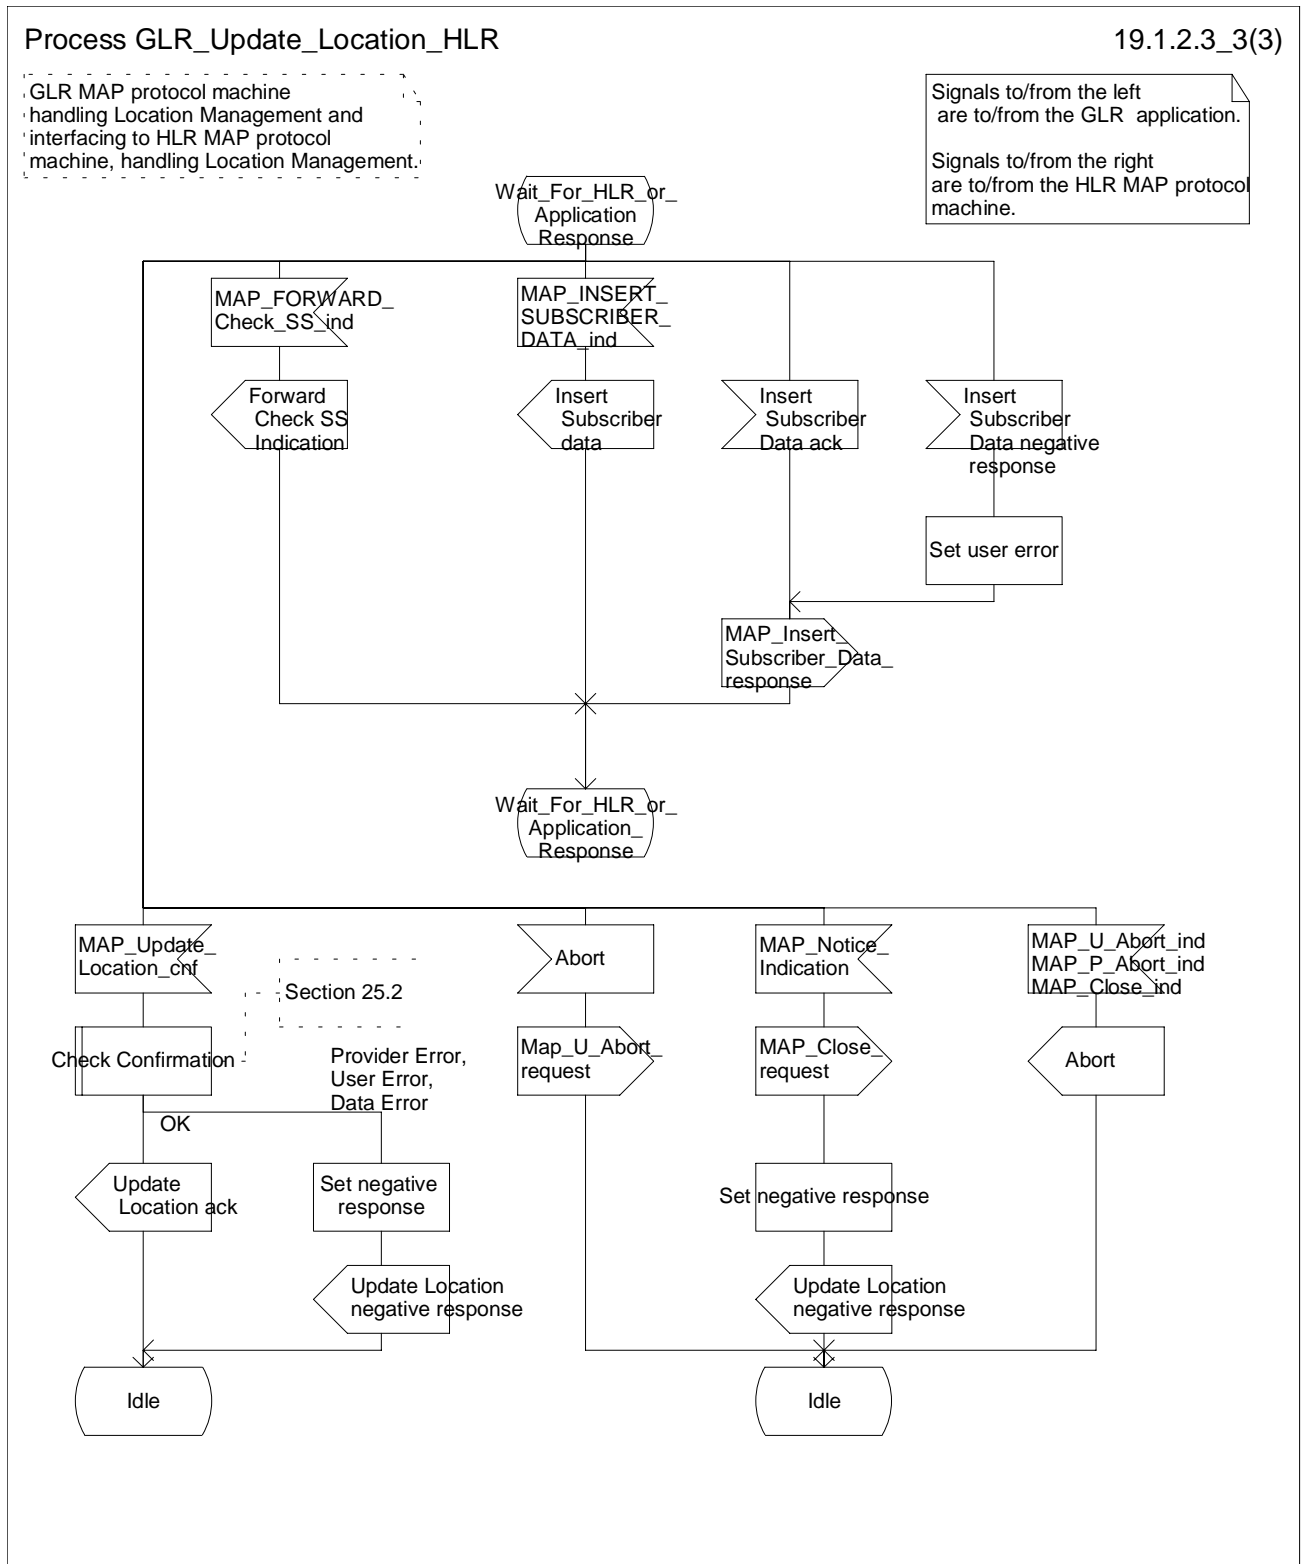 Process GLR_Update_Location_HLR
19.1.2.3_3(3)
GLR MAP protocol machine
handling Location Management and
interfacing to HLR MAP protocol
machine, handling Location Management.
Signals to/from the left
are to/from the GLR application.
Signals to/from the right
are to/from the HLR MAP protocol
machine.
Wait_For_HLR_or_
Application
Response
MAP_FORWARD_
Check_SS_ind
MAP_INSERT_
SUBSCRIBER_
DATA_ind
Forward
Check SS
Indication
Insert
Subscriber
data
Insert
Subscriber
Data ack
Insert
Subscriber
Data negative
response
Set user error
MAP_Insert_
Subscriber_Data_
response
Wait_For_HLR_or_
Application_
Response
MAP_Update_
Location_cnf
Section 25.2
Abort
MAP_Notice_
Indication
MAP_U_Abort_ind
MAP_P_Abort_ind
MAP_Close_ind
Check Confirmation
Provider Error,
User Error,
Data Error
Map_U_Abort_
request
MAP_Close_
request
Abort
OK
Update
Location ack
Set negative
response
Set negative response
Update Location
negative response
Update Location
negative response
Idle
Idle